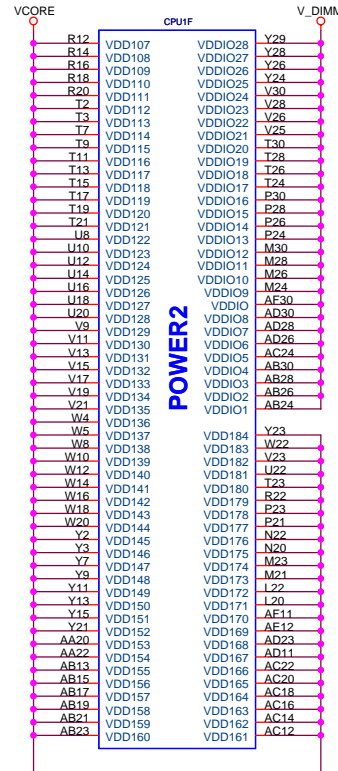 VCORE CPU1F V_DIMM
R12 VDD107 VDDIO28 Y29
R14 VDD108 VDDIO27 Y28
R16 VDD109 VDDIO26 Y26
R18 VDD110 VDDIO25 Y24
R20 VDD111 VDDIO24 V30
T2 VDD112 VDDIO23 V28
T3 VDD113 VDDIO22 V26
T7 VDD114 VDDIO21 V25
T9 VDD115 VDDIO20 T30
T11 VDD116 VDDIO19 T28
T13 VDD117 VDDIO18 T26
T15 VDD118 VDDIO17 T24
T17 VDD119 VDDIO16 P30
T19 VDD120 VDDIO15 P28
T21 VDD121 VDDIO14 P26
U8 VDD122 VDDIO13 P24
U10 VDD123 VDDIO12 M30
U12 VDD124 VDDIO11 M28
U14 VDD125 VDDIO10 M26
U16 VDD126 VDDIO9 M24
U18 VDD127 VDDIO AF30
U20 VDD128 VDDIO8 AD30
V9 VDD129 VDDIO7 AD28
V11 VDD130 VDDIO6 AD26
V13 VDD131 VDDIO5 AC24
V15 VDD132 VDDIO4 AB30
V17 VDD133 VDDIO3 AB28
V19 VDD134 VDDIO2 AB26
V21 VDD135 VDDIO1 AB24
W4 VDD136
W5 VDD137 VDD184 Y23
W8 VDD138 VDD183 W22
W10 VDD139 VDD182 V23
W12 VDD140 VDD181 U22
W14 VDD141 VDD180 T23
W16 VDD142 VDD179 R22
W18 VDD143 VDD178 P23
W20 VDD144 VDD177 P21
Y2 VDD145 VDD176 N22
Y3 VDD146 VDD175 N20
Y7 VDD147 VDD174 M23
Y9 VDD148 VDD173 M21
Y11 VDD149 VDD172 L22
Y13 VDD150 VDD171 L20
Y15 VDD151 VDD170 AF11
Y21 VDD152 VDD169 AE12
AA20 VDD153 VDD168 AD23
AA22 VDD154 VDD167 AD11
AB13 VDD155 VDD166 AC22
AB15 VDD156 VDD165 AC20
AB17 VDD157 VDD164 AC18
AB19 VDD158 VDD163 AC16
AB21 VDD159 VDD162 AC14
AB23 VDD160 VDD161 AC12
POWER2